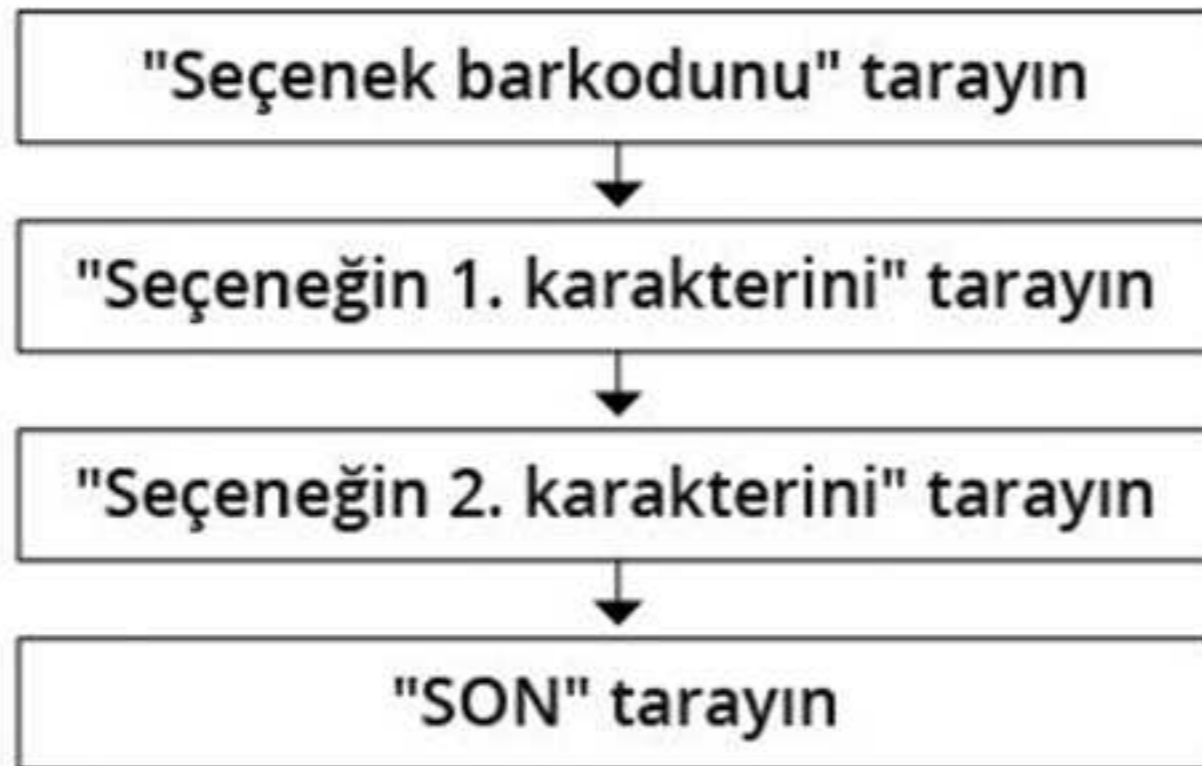 "Seçenek barkodunu" tarayın
"Seçeneğin 1. karakterini" tarayın
"Seçeneğin 2. karakterini" tarayın
"SON" tarayın